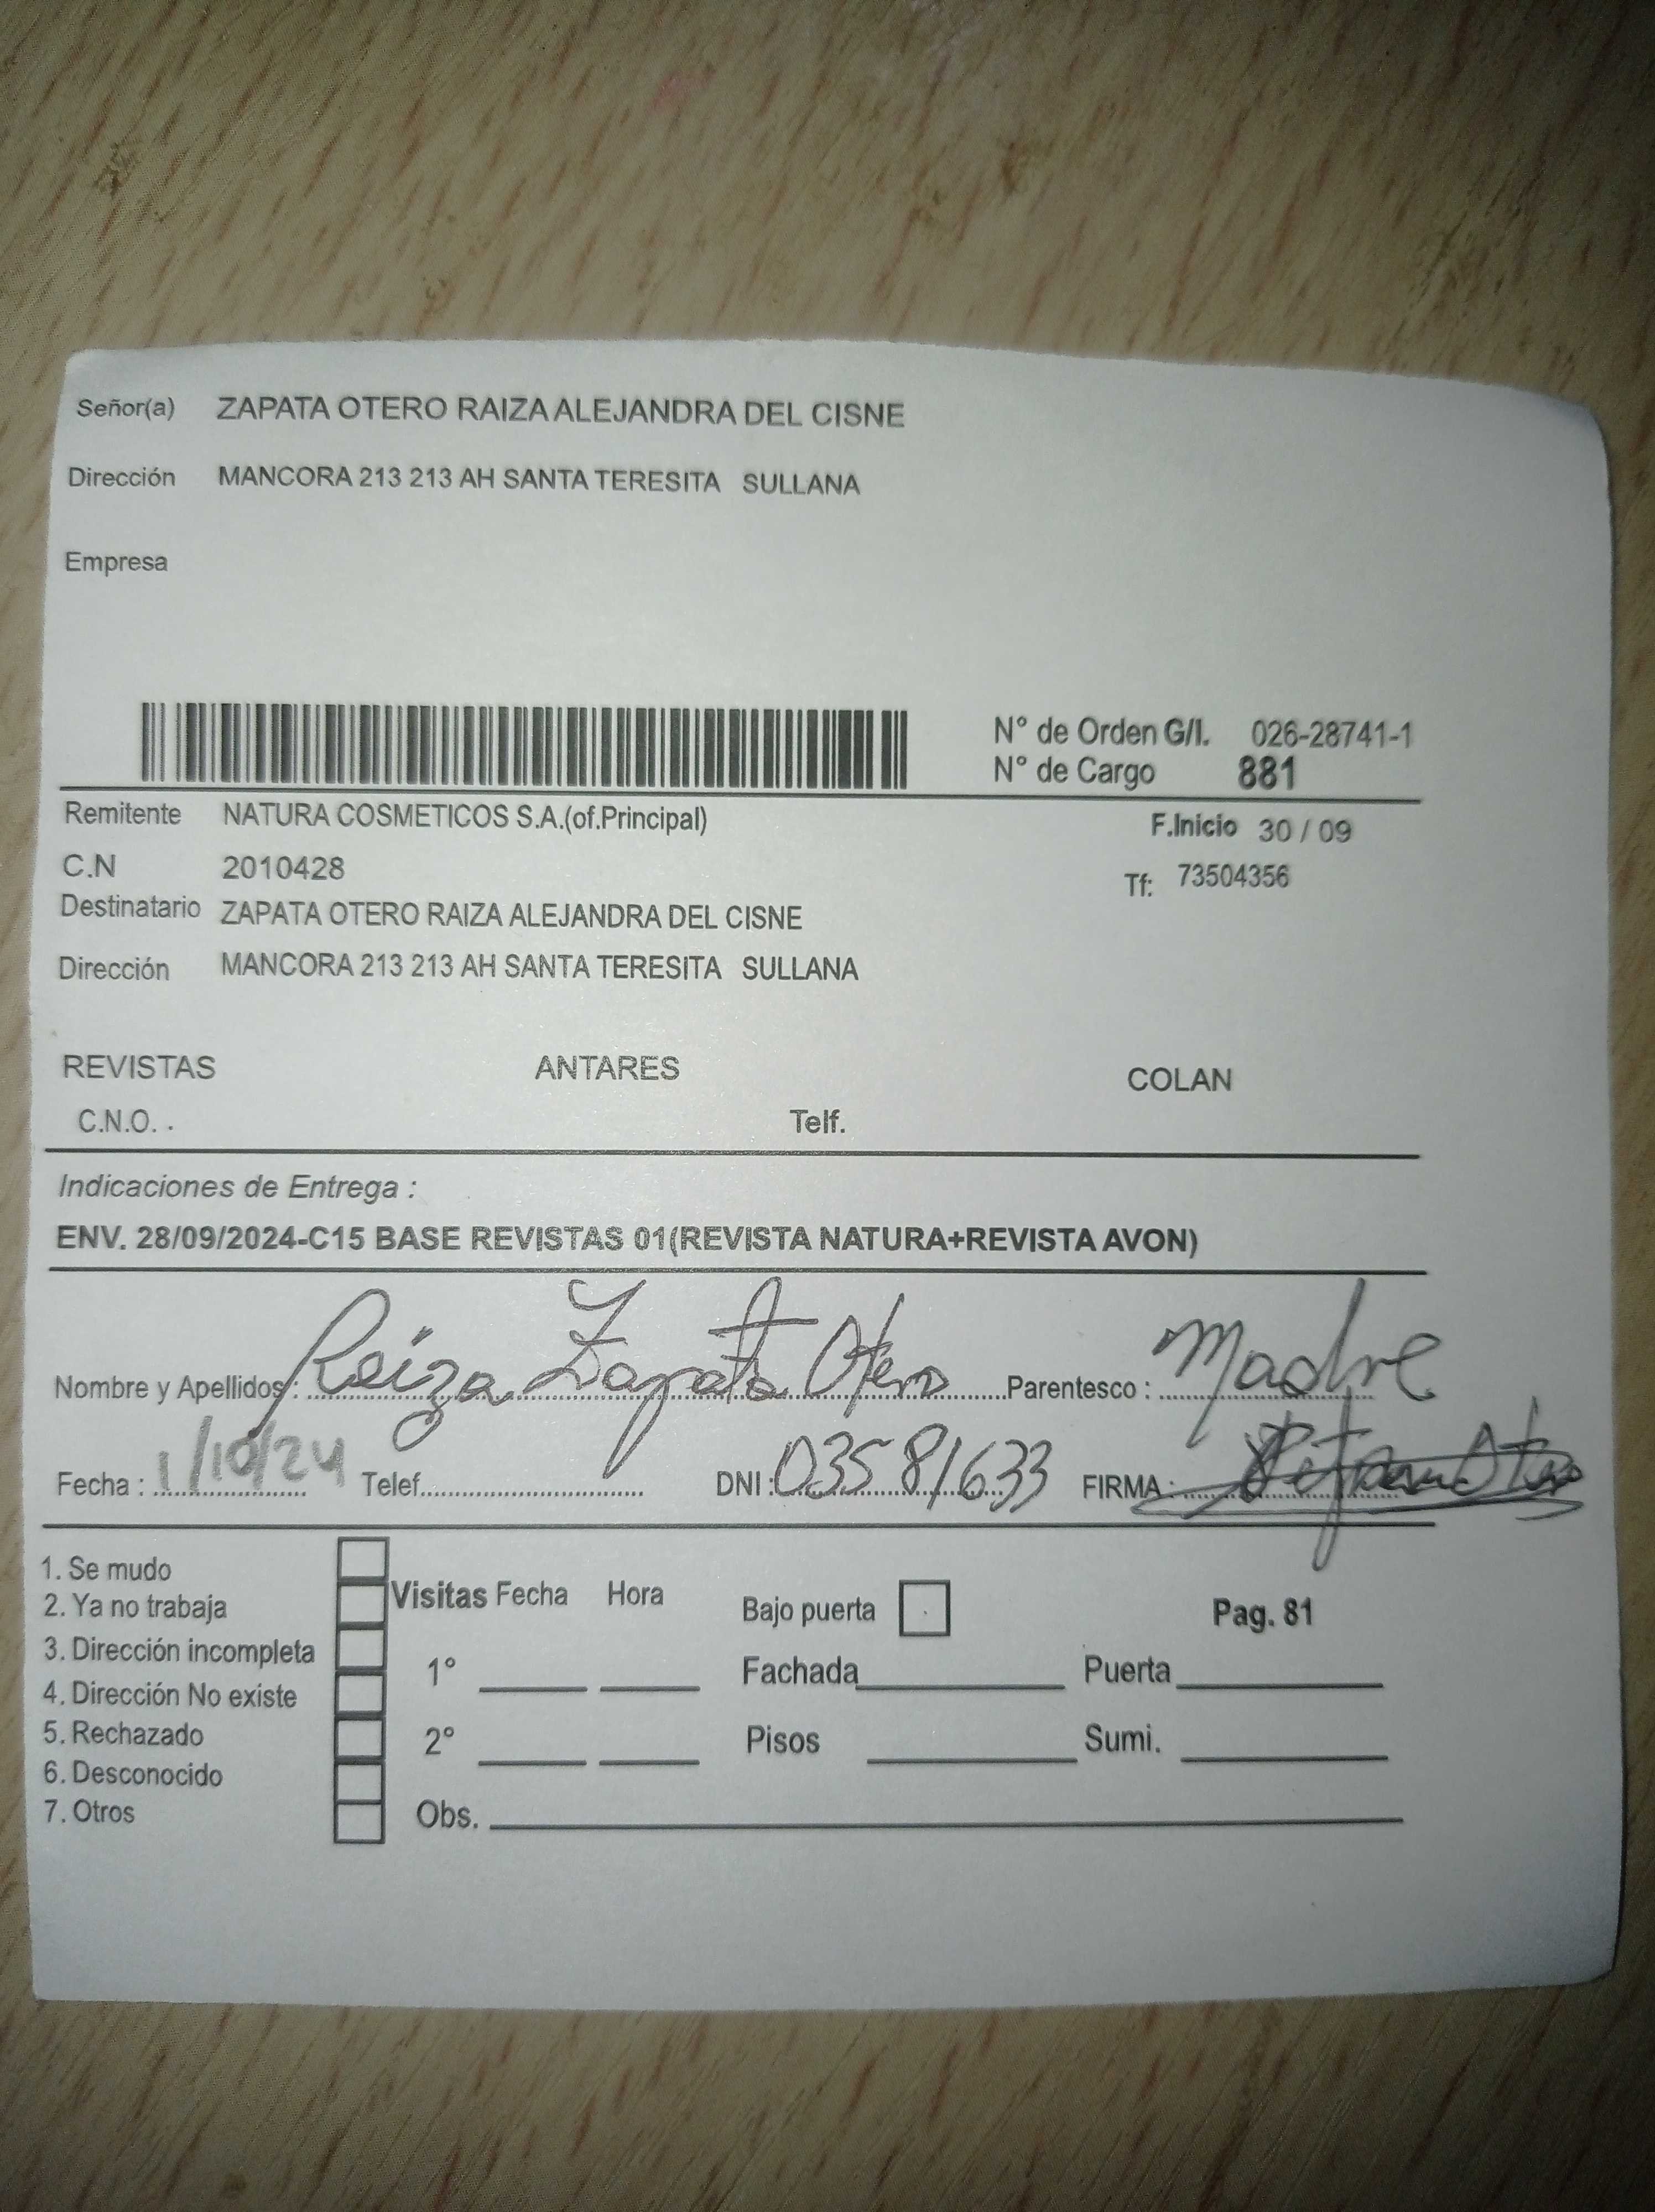 Señor(a) ZAPATA OTERO RAIZA ALEJANDRA DEL CISNE
Dirección MANCORA 213 213 AH SANTA TERESITA SULLANA
Empresa
N° de Orden G/I. 026-28741-1
N° de Cargo 881
Remitente NATURA COSMETICOS S.A.(of.Principal) F.Inicio 30 / 09
C.N 2010428 Tf: 73504356
Destinatario ZAPATA OTERO RAIZA ALEJANDRA DEL CISNE
Dirección MANCORA 213 213 AH SANTA TERESITA SULLANA
REVISTAS ANTARES COLAN
C.N.O. . Telf.
Indicaciones de Entrega :
ENV. 28/09/2024-C15 BASE REVISTAS 01(REVISTA NATURA+REVISTA AVON)
Nombre y Apellidos: Reiza Zapata Otero Parentesco : Madre
Fecha : 1/10/24 Telef. DNI : 03581633 FIRMA :
1. Se mudo
2. Ya no trabaja
3. Dirección incompleta
4. Dirección No existe
5. Rechazado
6. Desconocido
7. Otros
Visitas Fecha Hora Bajo puerta Pag. 81
1° Fachada Puerta
2° Pisos Sumi.
Obs.